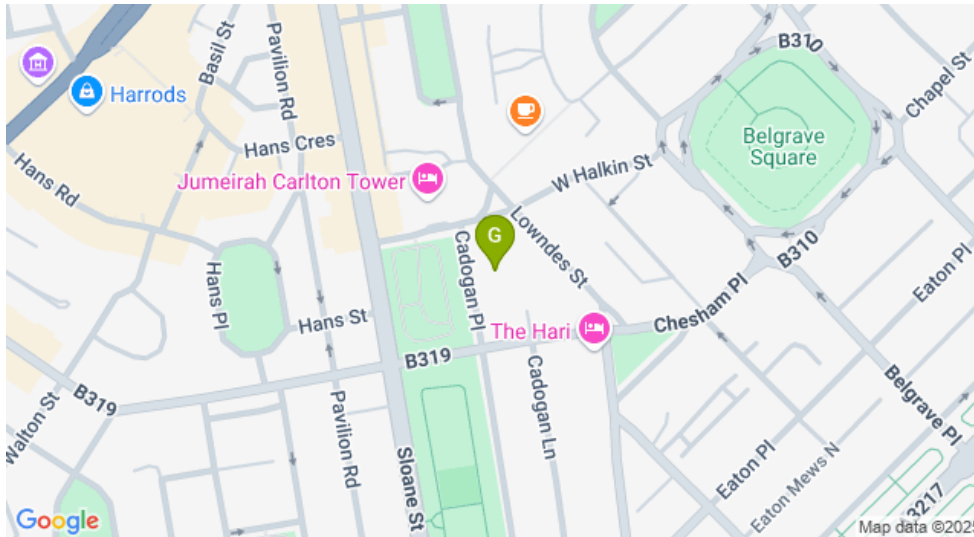 B310
Basil St
Pavilion Rd
Chapel St
Harrods
Belgrave
Square
Hans Cres
W Halkin St
Hans Rd
Jumeirah Carlton Tower
Lowndes St
G
Cadogan Pl
B310
Eaton Pl
Hans Pl
Chesham Pl
Hans St
The Hari
B319
B319
Belgrave Pl
Walton St
Pavilion Rd
Cadogan Ln
Sloane St
Eaton Pl
Eaton Mews N
B3217
Google
Map data ©2025